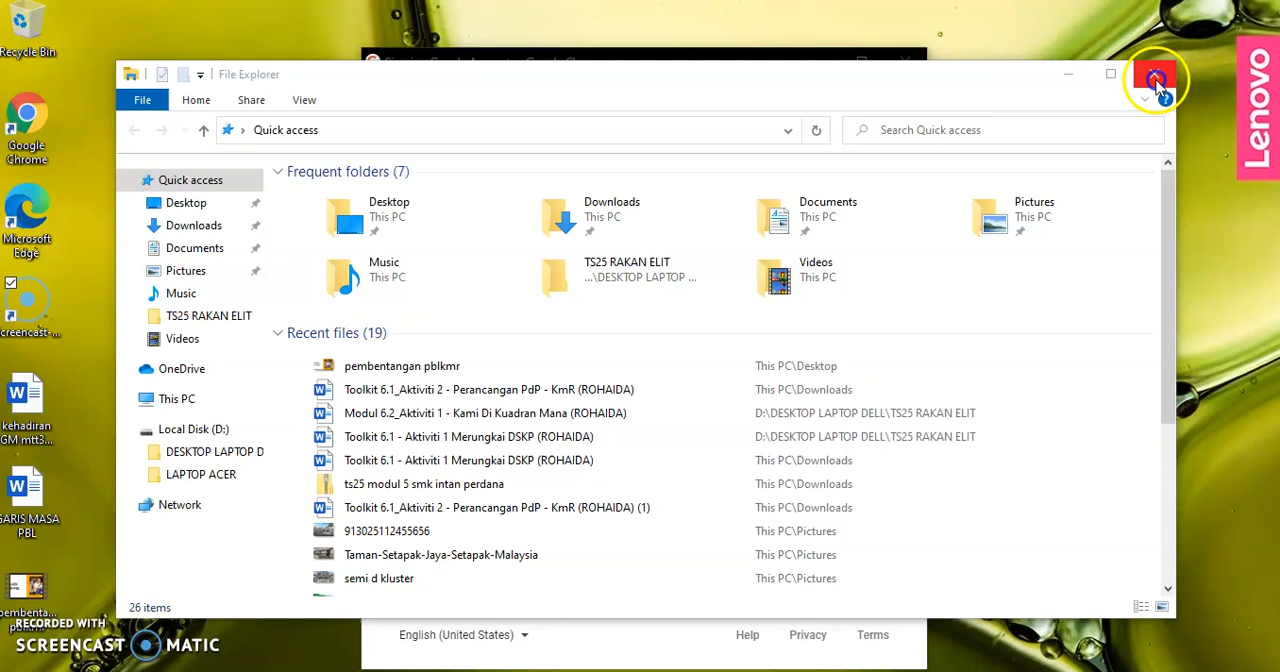 Recycle Bin
Google
Chrome
Microsoft
Edge
screencast-...
kehadiran
GM mtt3...
GARIS MASA
PBL
pembenta...
File Explorer
File
Home
Share
View
Quick access
Search Quick access
Quick access
Desktop
Downloads
Documents
Pictures
Music
TS25 RAKAN ELIT
Videos
OneDrive
This PC
Local Disk (D:)
DESKTOP LAPTOP D
LAPTOP ACER
Network
Frequent folders (7)
Desktop
This PC
Downloads
This PC
Documents
This PC
Pictures
This PC
Music
This PC
TS25 RAKAN ELIT
...\DESKTOP LAPTOP ...
Videos
This PC
Recent files (19)
pembentangan pblkmr This PC\Desktop
Toolkit 6.1_Aktiviti 2 - Perancangan PdP - KmR (ROHAIDA) This PC\Downloads
Modul 6.2_Aktiviti 1 - Kami Di Kuadran Mana (ROHAIDA) D:\DESKTOP LAPTOP DELL\TS25 RAKAN ELIT
Toolkit 6.1 - Aktiviti 1 Merungkai DSKP (ROHAIDA) D:\DESKTOP LAPTOP DELL\TS25 RAKAN ELIT
Toolkit 6.1 - Aktiviti 1 Merungkai DSKP (ROHAIDA) This PC\Downloads
ts25 modul 5 smk intan perdana This PC\Downloads
Toolkit 6.1_Aktiviti 2 - Perancangan PdP - KmR (ROHAIDA) (1) This PC\Downloads
913025112455656 This PC\Pictures
Taman-Setapak-Jaya-Setapak-Malaysia This PC\Pictures
semi d kluster This PC\Pictures
26 items
English (United States)
Help
Privacy
Terms
Lenovo
RECORDED WITH
SCREENCAST MATIC